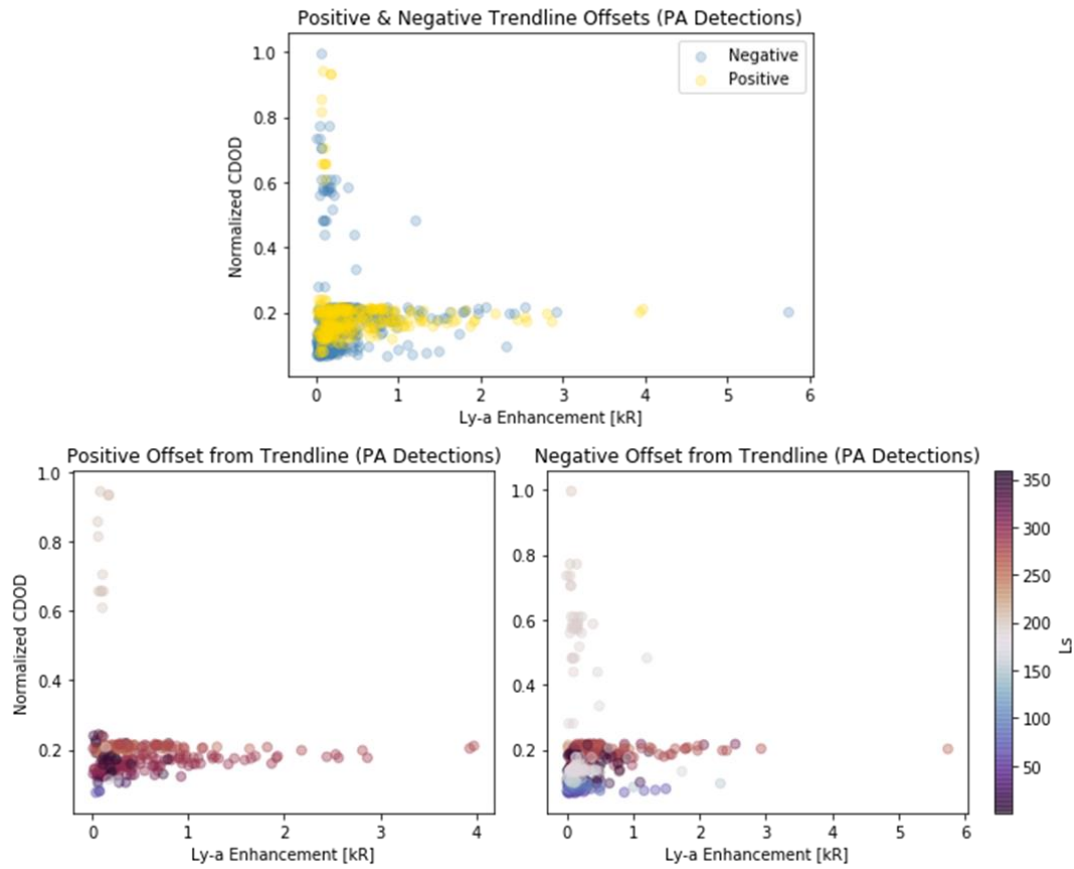 Positive & Negative Trendline Offsets (PA Detections)
1.0
0.8
0.6
0.4
0.2
Normalized CDOD
Negative
Positive
0 1 2 3 4 5 6
Ly-a Enhancement [kR]
Positive Offset from Trendline (PA Detections)
1.0
0.8
0.6
0.4
0.2
Normalized CDOD
0 1 2 3 4
Ly-a Enhancement [kR]
Negative Offset from Trendline (PA Detections)
1.0
0.8
0.6
0.4
0.2
0 1 2 3 4 5 6
Ly-a Enhancement [kR]
350
300
250
200
150
100
50
Ls